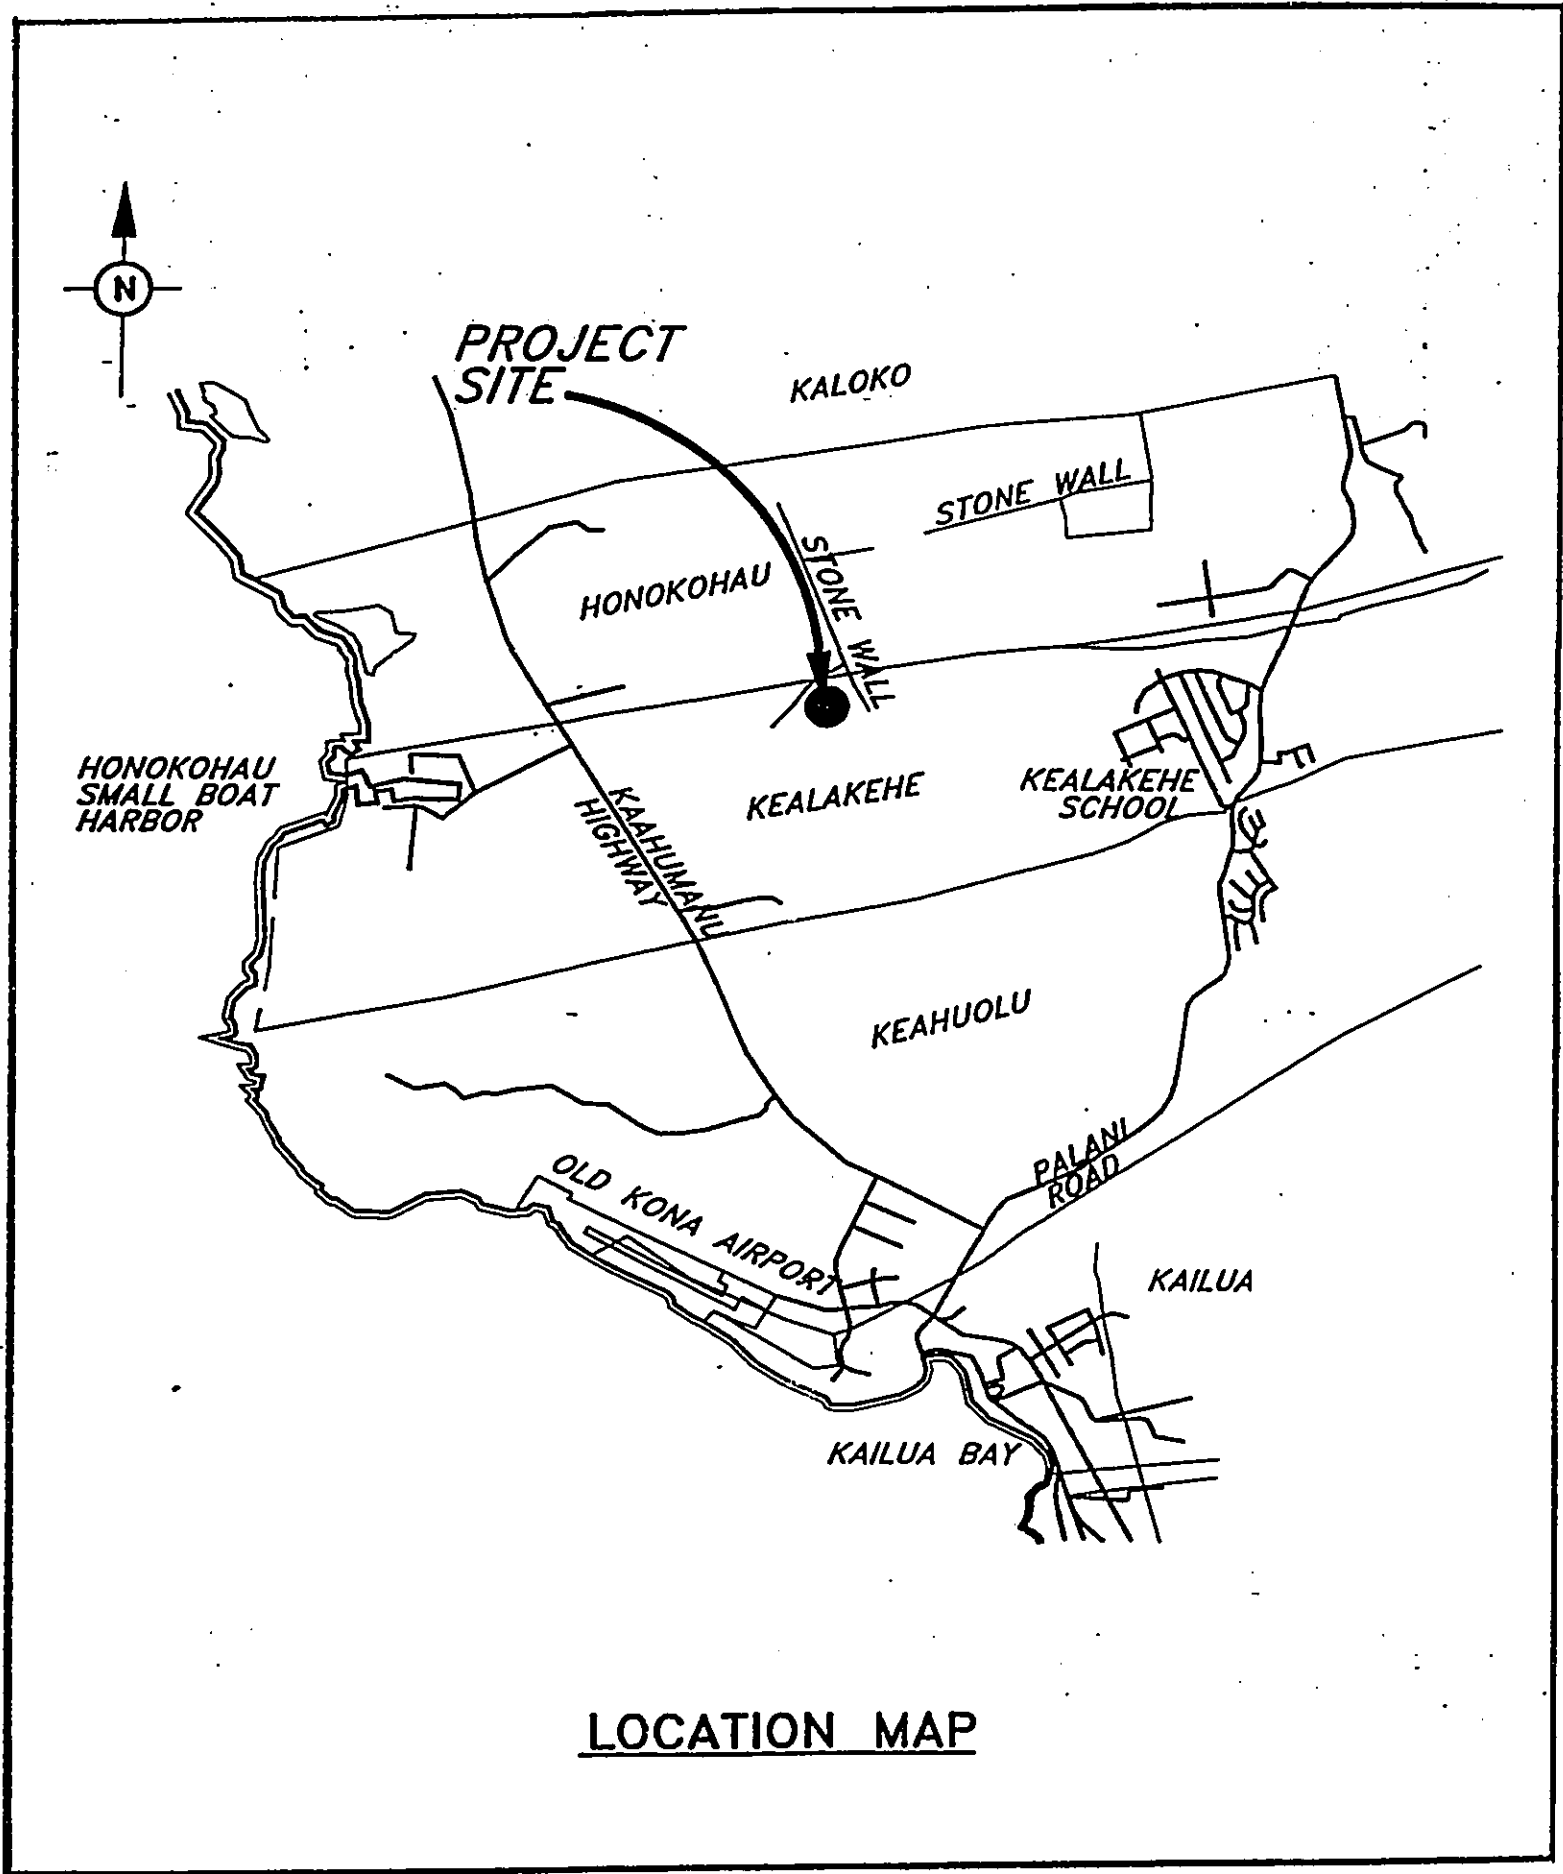 N
PROJECT
SITE
KALOKO
STONE WALL
STONE WALL
HONOKOHAU
HONOKOHAU
SMALL BOAT
HARBOR
KEALAKEHE
KEALAKEHE
SCHOOL
KAAHUMANU
HIGHWAY
KEAHUOLU
PALANI
ROAD
OLD KONA AIRPORT
KAILUA
KAILUA BAY
LOCATION MAP